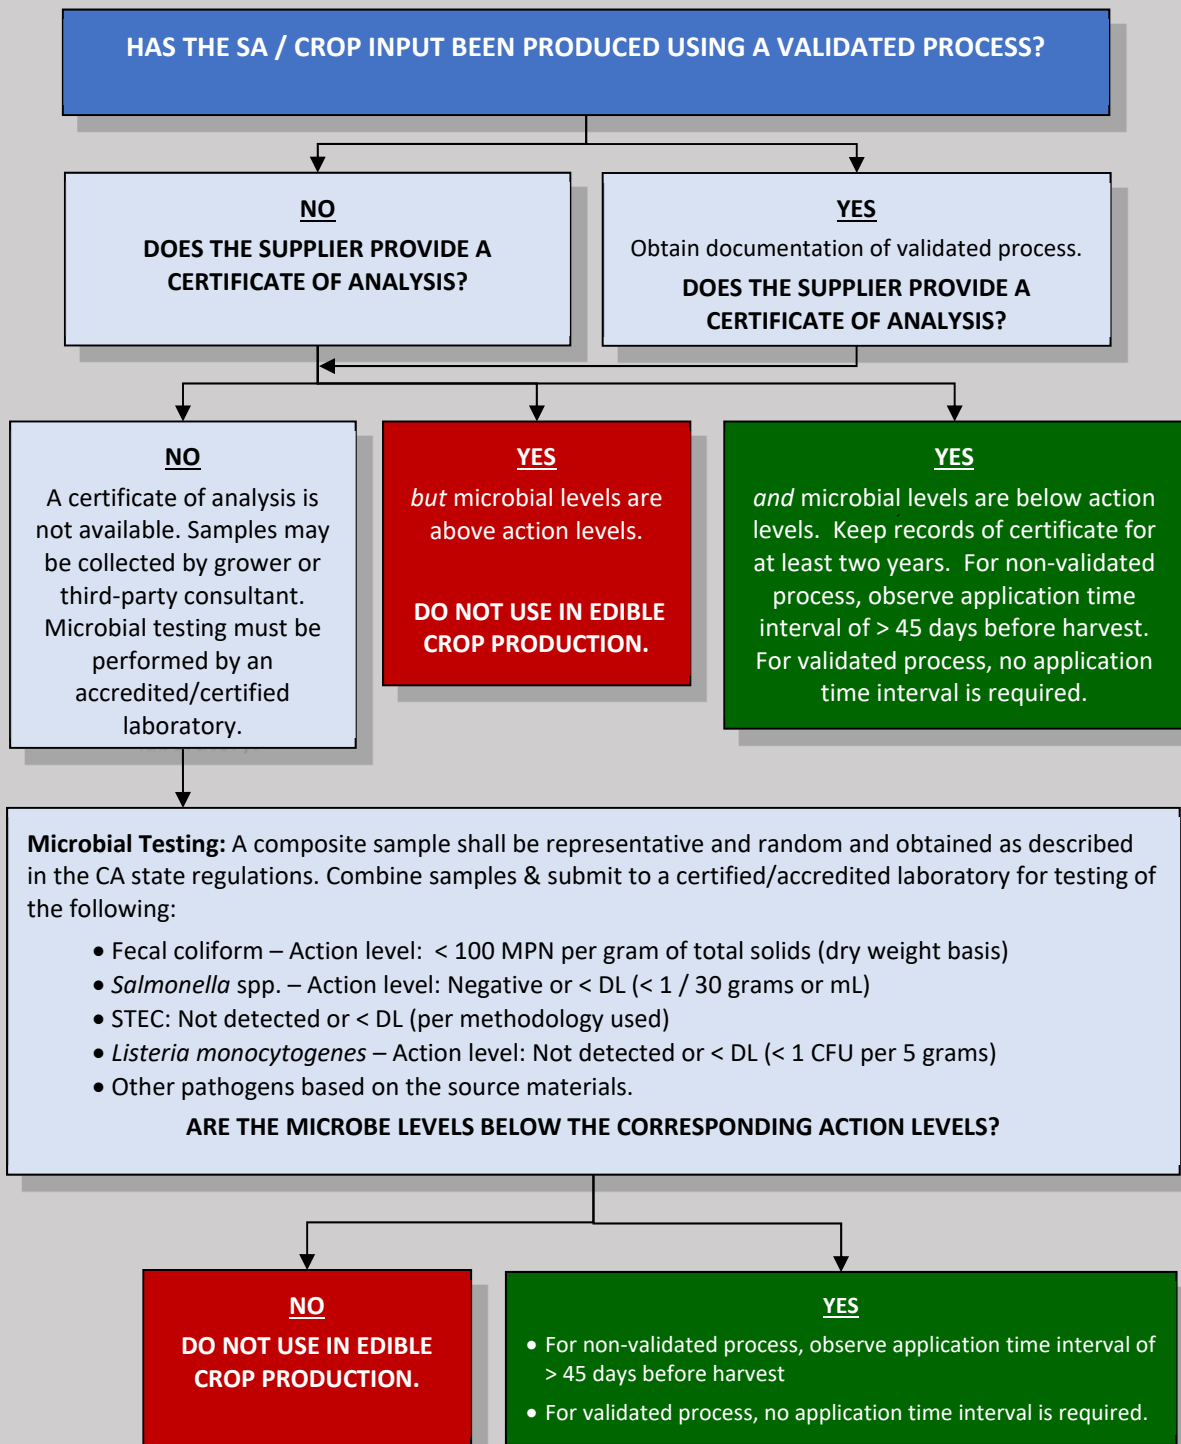 HAS THE SA / CROP INPUT BEEN PRODUCED USING A VALIDATED PROCESS?
NO
DOES THE SUPPLIER PROVIDE A
CERTIFICATE OF ANALYSIS?
YES
Obtain documentation of validated process.
DOES THE SUPPLIER PROVIDE A
CERTIFICATE OF ANALYSIS?
NO
A certificate of analysis is
not available. Samples may
be collected by grower or
third-party consultant.
Microbial testing must be
performed by an
accredited/certified
laboratory.
YES
but microbial levels are
above action levels.
DO NOT USE IN EDIBLE
CROP PRODUCTION.
YES
and microbial levels are below action
levels.  Keep records of certificate for
at least two years.  For non-validated
process, observe application time
interval of > 45 days before harvest.
For validated process, no application
time interval is required.
Microbial Testing: A composite sample shall be representative and random and obtained as described
in the CA state regulations. Combine samples & submit to a certified/accredited laboratory for testing of
the following:
• Fecal coliform – Action level:  < 100 MPN per gram of total solids (dry weight basis)
• Salmonella spp. – Action level: Negative or < DL (< 1 / 30 grams or mL)
• STEC: Not detected or < DL (per methodology used)
• Listeria monocytogenes – Action level: Not detected or < DL (< 1 CFU per 5 grams)
• Other pathogens based on the source materials.
ARE THE MICROBE LEVELS BELOW THE CORRESPONDING ACTION LEVELS?
NO
DO NOT USE IN EDIBLE
CROP PRODUCTION.
YES
• For non-validated process, observe application time interval of
> 45 days before harvest
• For validated process, no application time interval is required.